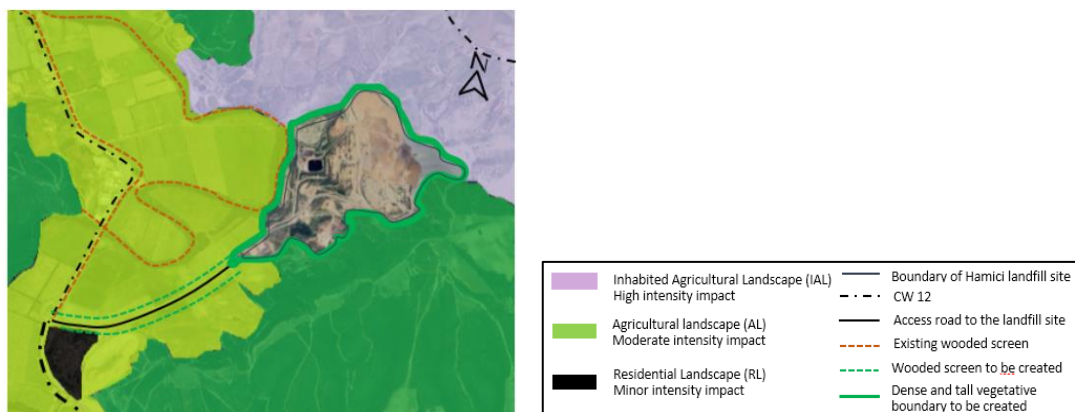 N
Inhabited Agricultural Landscape (IAL)
High intensity impact
Agricultural landscape (AL)
Moderate intensity impact
Residential Landscape (RL)
Minor intensity impact
Boundary of Hamici landfill site
CW 12
Access road to the landfill site
Existing wooded screen
Wooded screen to be created
Dense and tall vegetative
boundary to be created